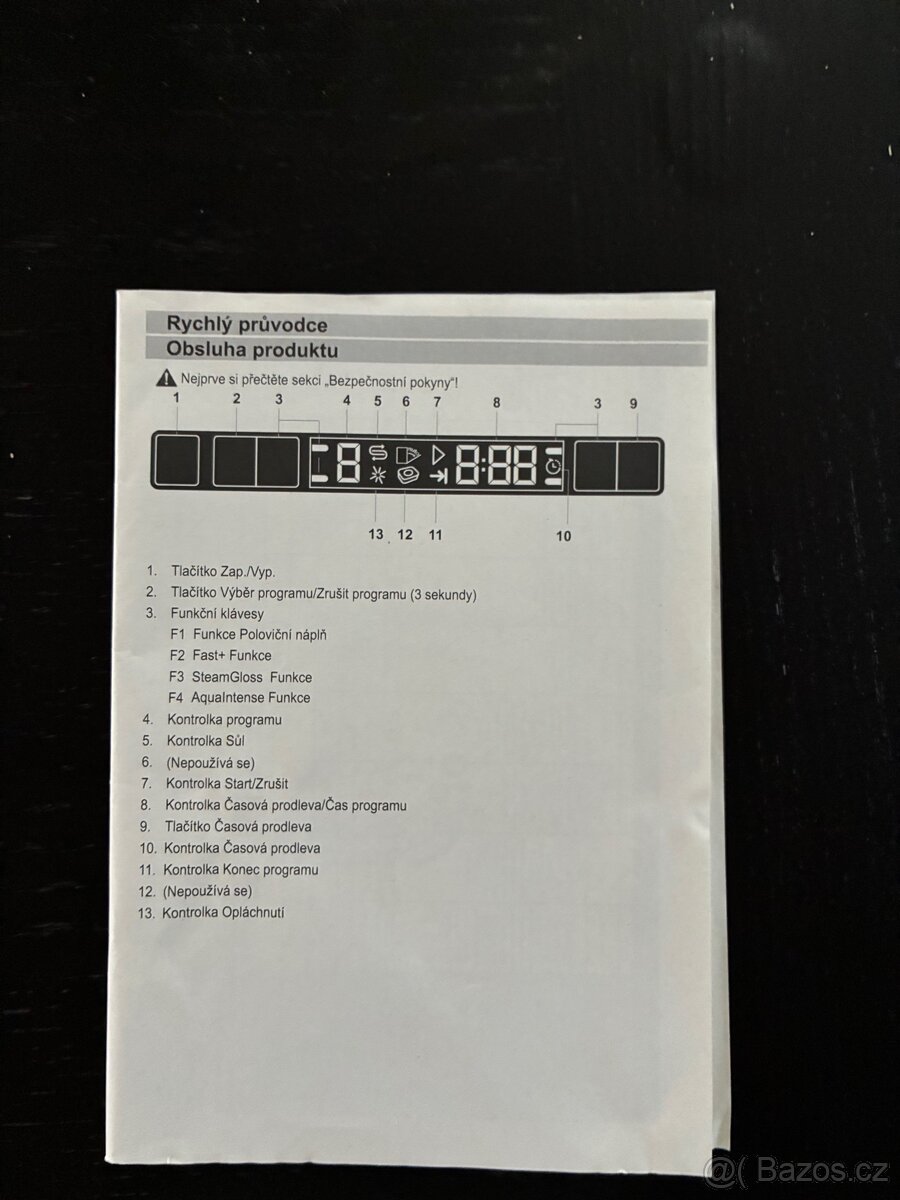 Rychlý průvodce
Obsluha produktu
Nejprve si přečtěte sekci „Bezpečnostní pokyny“!
1 2 3 4 5 6 7 8 3 9
8 8:88
13 12 11 10
1. Tlačítko Zap./Vyp.
2. Tlačítko Výběr programu/Zrušit programu (3 sekundy)
3. Funkční klávesy
F1 Funkce Poloviční náplň
F2 Fast+ Funkce
F3 SteamGloss Funkce
F4 AquaIntense Funkce
4. Kontrolka programu
5. Kontrolka Sůl
6. (Nepoužívá se)
7. Kontrolka Start/Zrušit
8. Kontrolka Časová prodleva/Čas programu
9. Tlačítko Časová prodleva
10. Kontrolka Časová prodleva
11. Kontrolka Konec programu
12. (Nepoužívá se)
13. Kontrolka Opláchnutí
@( Bazos.cz